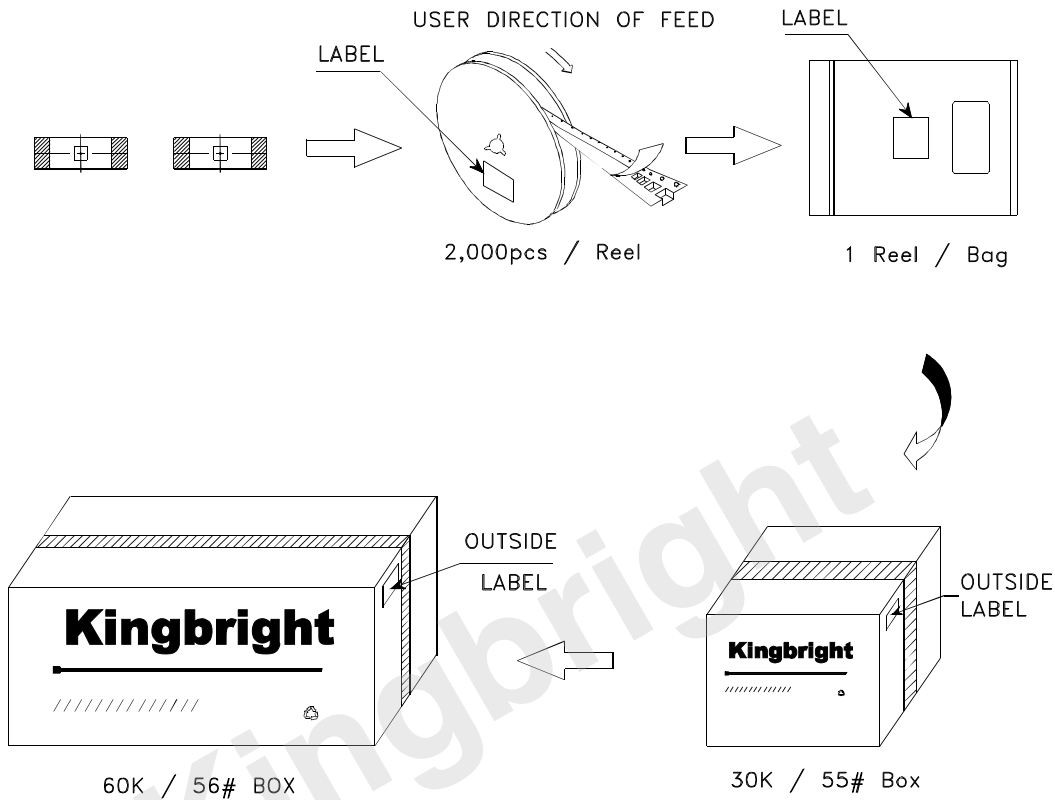 USER DIRECTION OF FEED
LABEL
LABEL
2,000pcs / Reel
1 Reel / Bag
OUTSIDE
LABEL
OUTSIDE
LABEL
Kingbright
Kingbright
60K / 56# BOX
30K / 55# Box
Kingbright